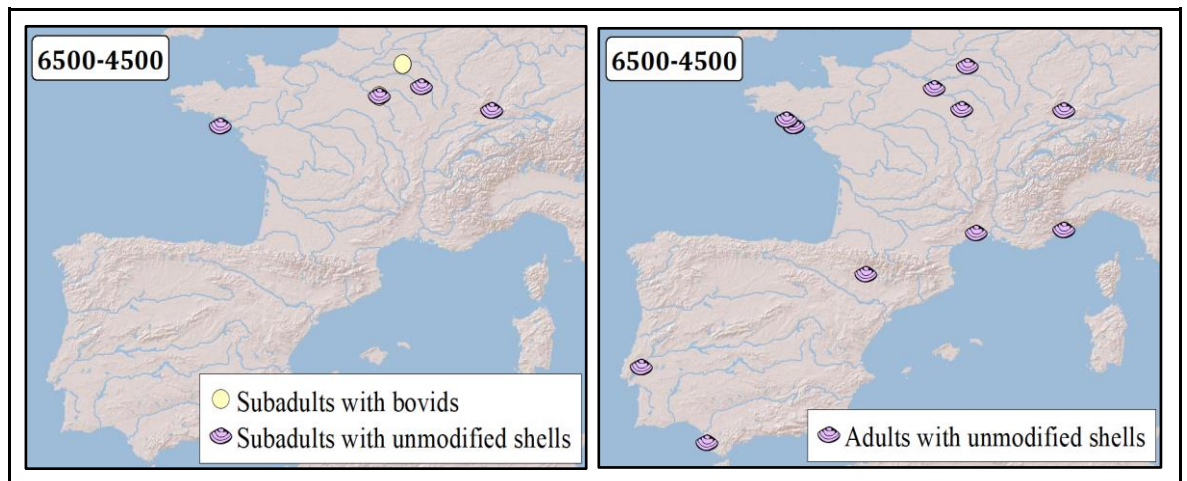 6500-4500
Subadults with bovids
Subadults with unmodified shells
6500-4500
Adults with unmodified shells